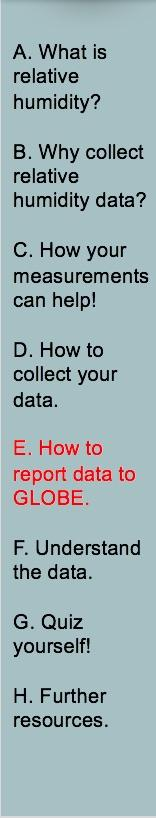 A. What is
relative
humidity?
B. Why collect
relative
humidity data?
C. How your
measurements
can help!
D. How to
collect your
data.
E. How to
report data to
GLOBE.
F. Understand
the data.
G. Quiz
yourself!
H. Further
resources.